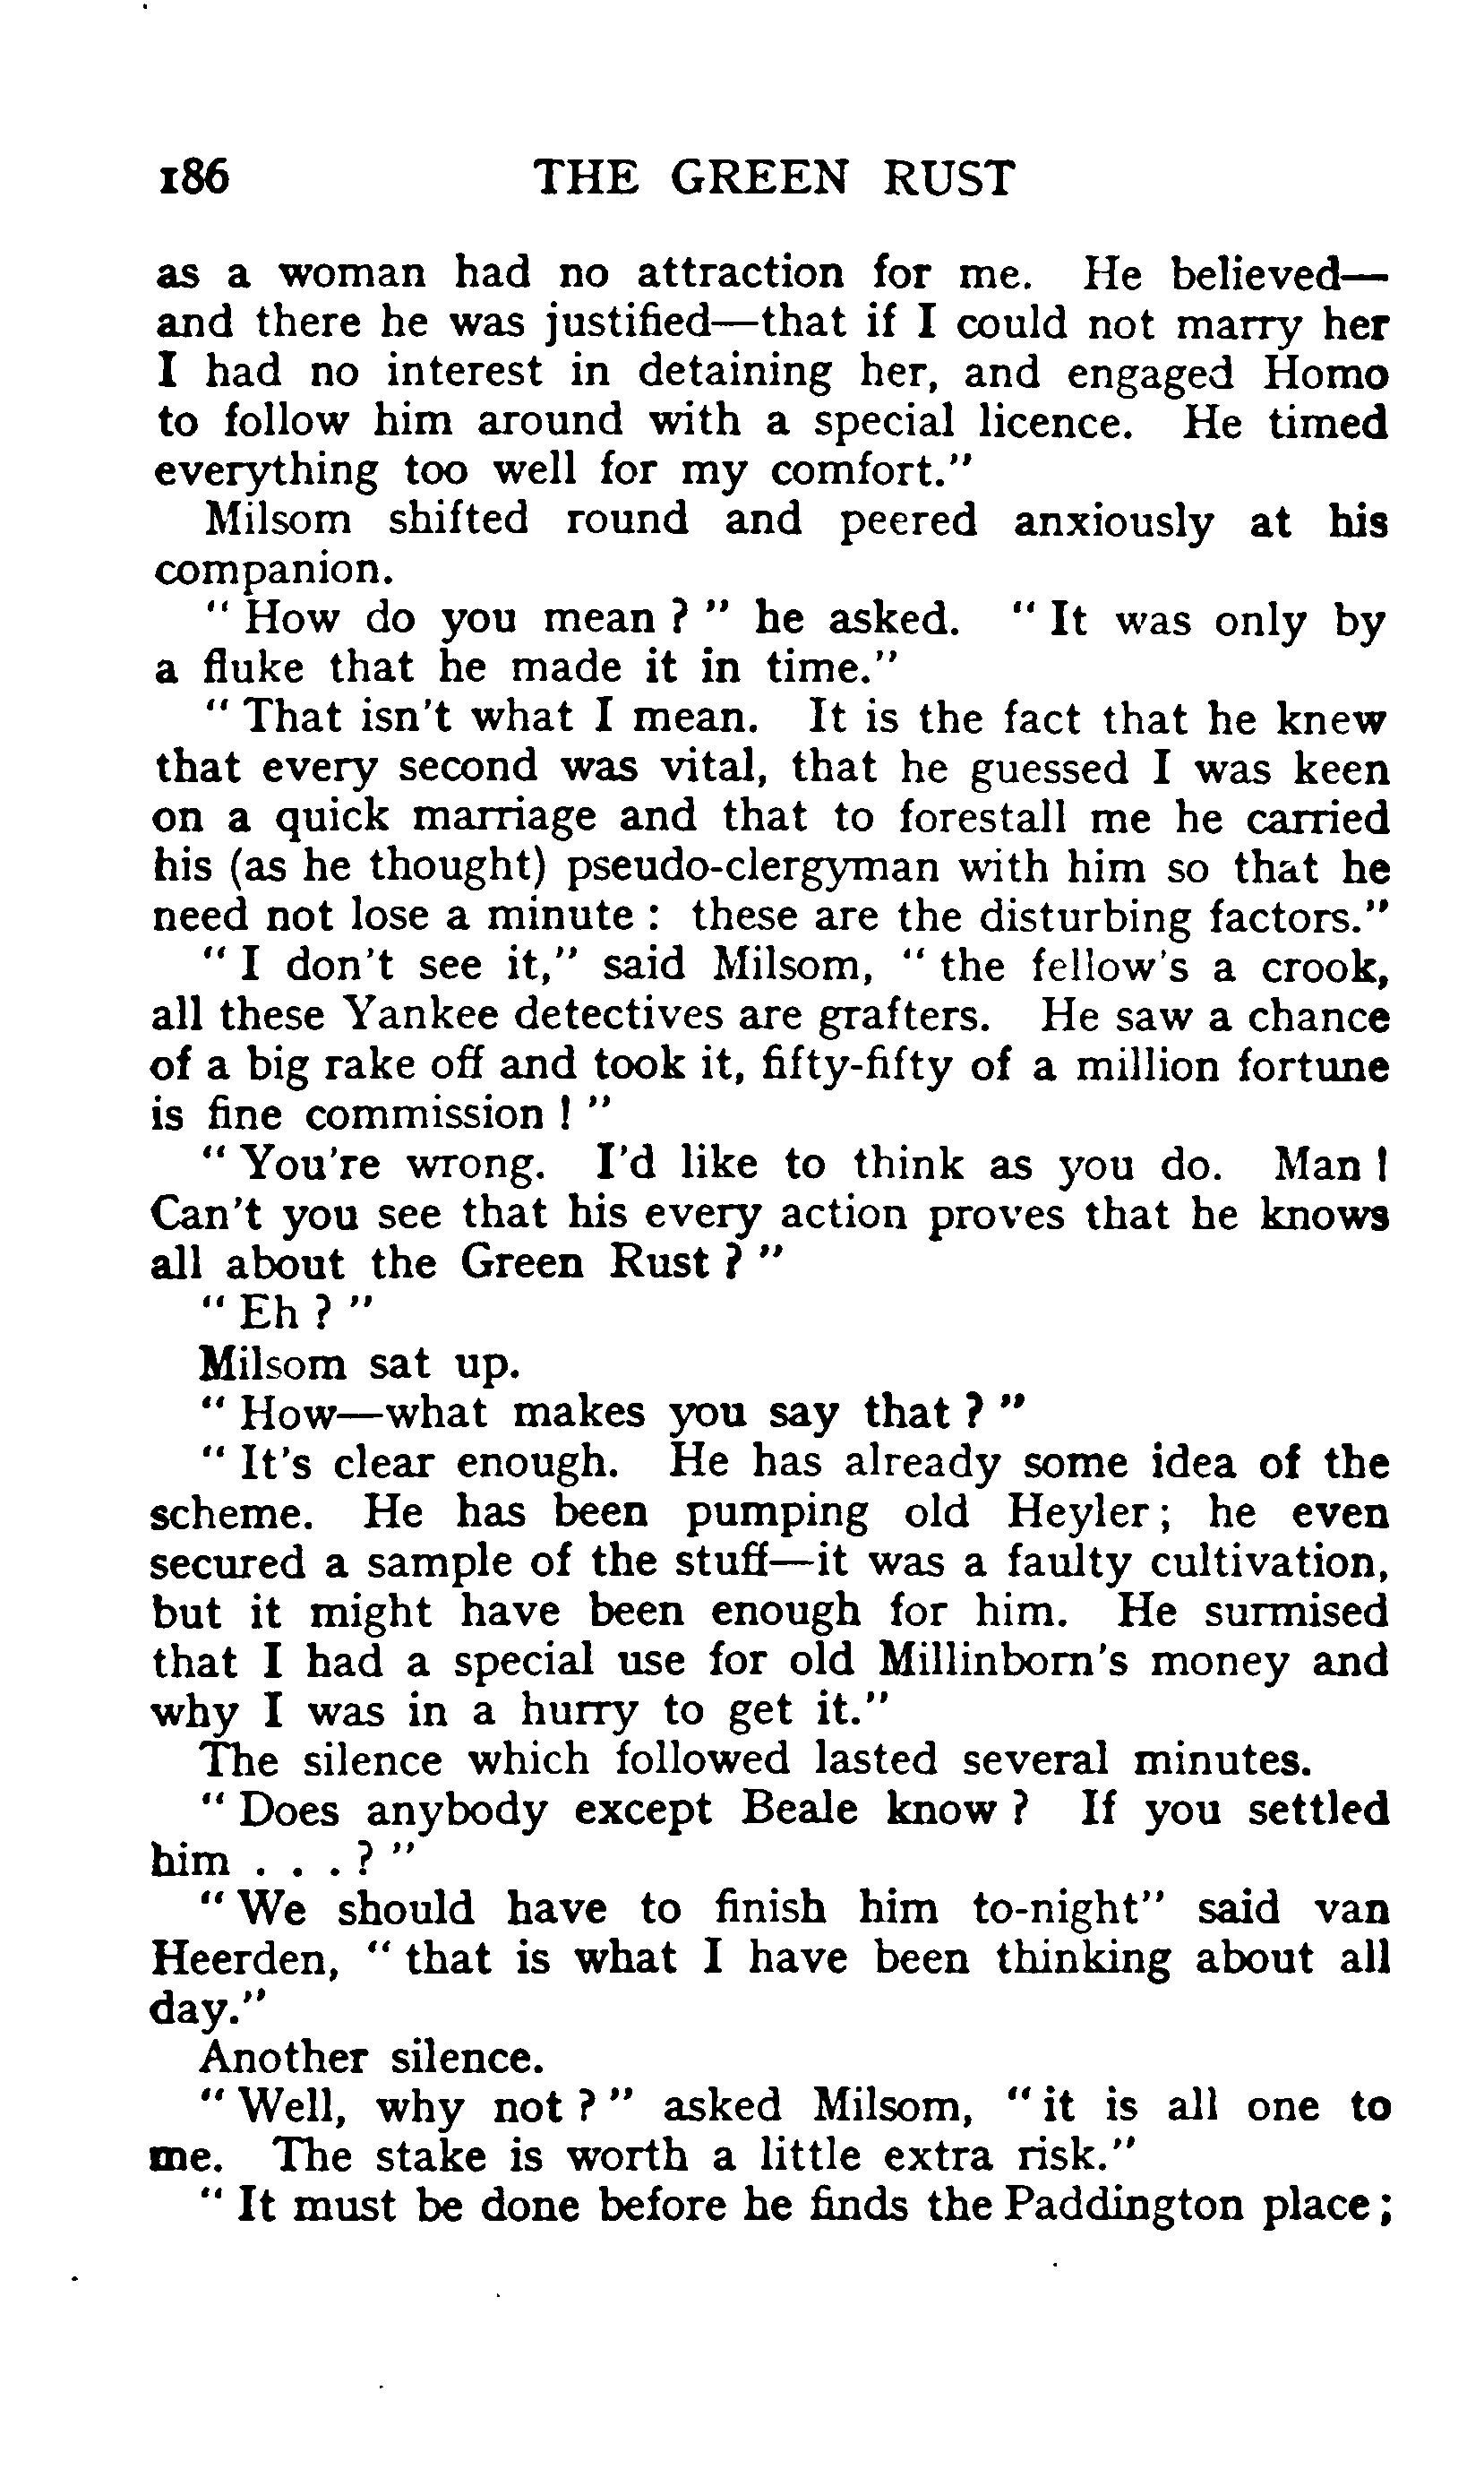 186 THE GREEN RUST
as a woman had no attraction for me. He believed—
and there he was justified—that if I could not marry her
I had no interest in detaining her, and engaged Homo
to follow him around with a special licence. He timed
everything too well for my comfort."
Milsom shifted round and peered anxiously at his
companion.
" How do you mean ? " he asked. " It was only by
a fluke that he made it in time."
" That isn't what I mean. It is the fact that he knew
that every second was vital, that he guessed I was keen
on a quick marriage and that to forestall me he carried
his (as he thought) pseudo-clergyman with him so that he
need not lose a minute : these are the disturbing factors."
" I don't see it," said Milsom, " the fellow's a crook,
all these Yankee detectives are grafters. He saw a chance
of a big rake off and took it, fifty-fifty of a million fortune
is fine commission ! "
" You're wrong. I'd like to think as you do. Man !
Can't you see that his every action proves that he knows
all about the Green Rust ? "
" Eh ? "
Milsom sat up.
" How—what makes you say that ? "
" It's clear enough. He has already some idea of the
scheme. He has been pumping old Heyler ; he even
secured a sample of the stuff—it was a faulty cultivation,
but it might have been enough for him. He surmised
that I had a special use for old Millinborn's money and
why I was in a hurry to get it."
The silence which followed lasted several minutes.
" Does anybody except Beale know ? If you settled
him . . . ? "
" We should have to finish him to-night" said van
Heerden, " that is what I have been thinking about all
day."
Another silence.
" Well, why not ? " asked Milsom, " it is all one to
me. The stake is worth a little extra risk."
" It must be done before he finds the Paddington place ;